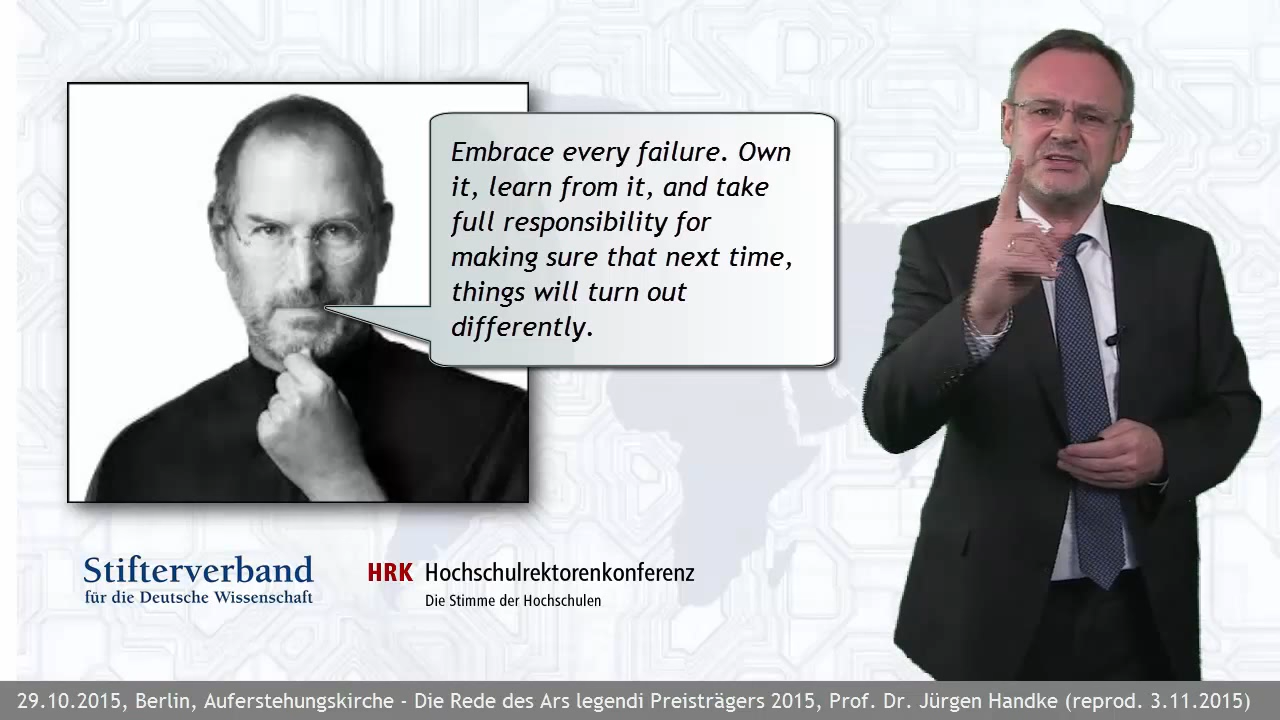 Embrace every failure. Own
it, learn from it, and take
full responsibility for
making sure that next time,
things will turn out
differently.
Stifterverband
für die Deutsche Wissenschaft
HRK Hochschulrektorenkonferenz
Die Stimme der Hochschulen
29.10.2015, Berlin, Auferstehungskirche - Die Rede des Ars legendi Preisträgers 2015, Prof. Dr. Jürgen Handke (reprod. 3.11.2015)